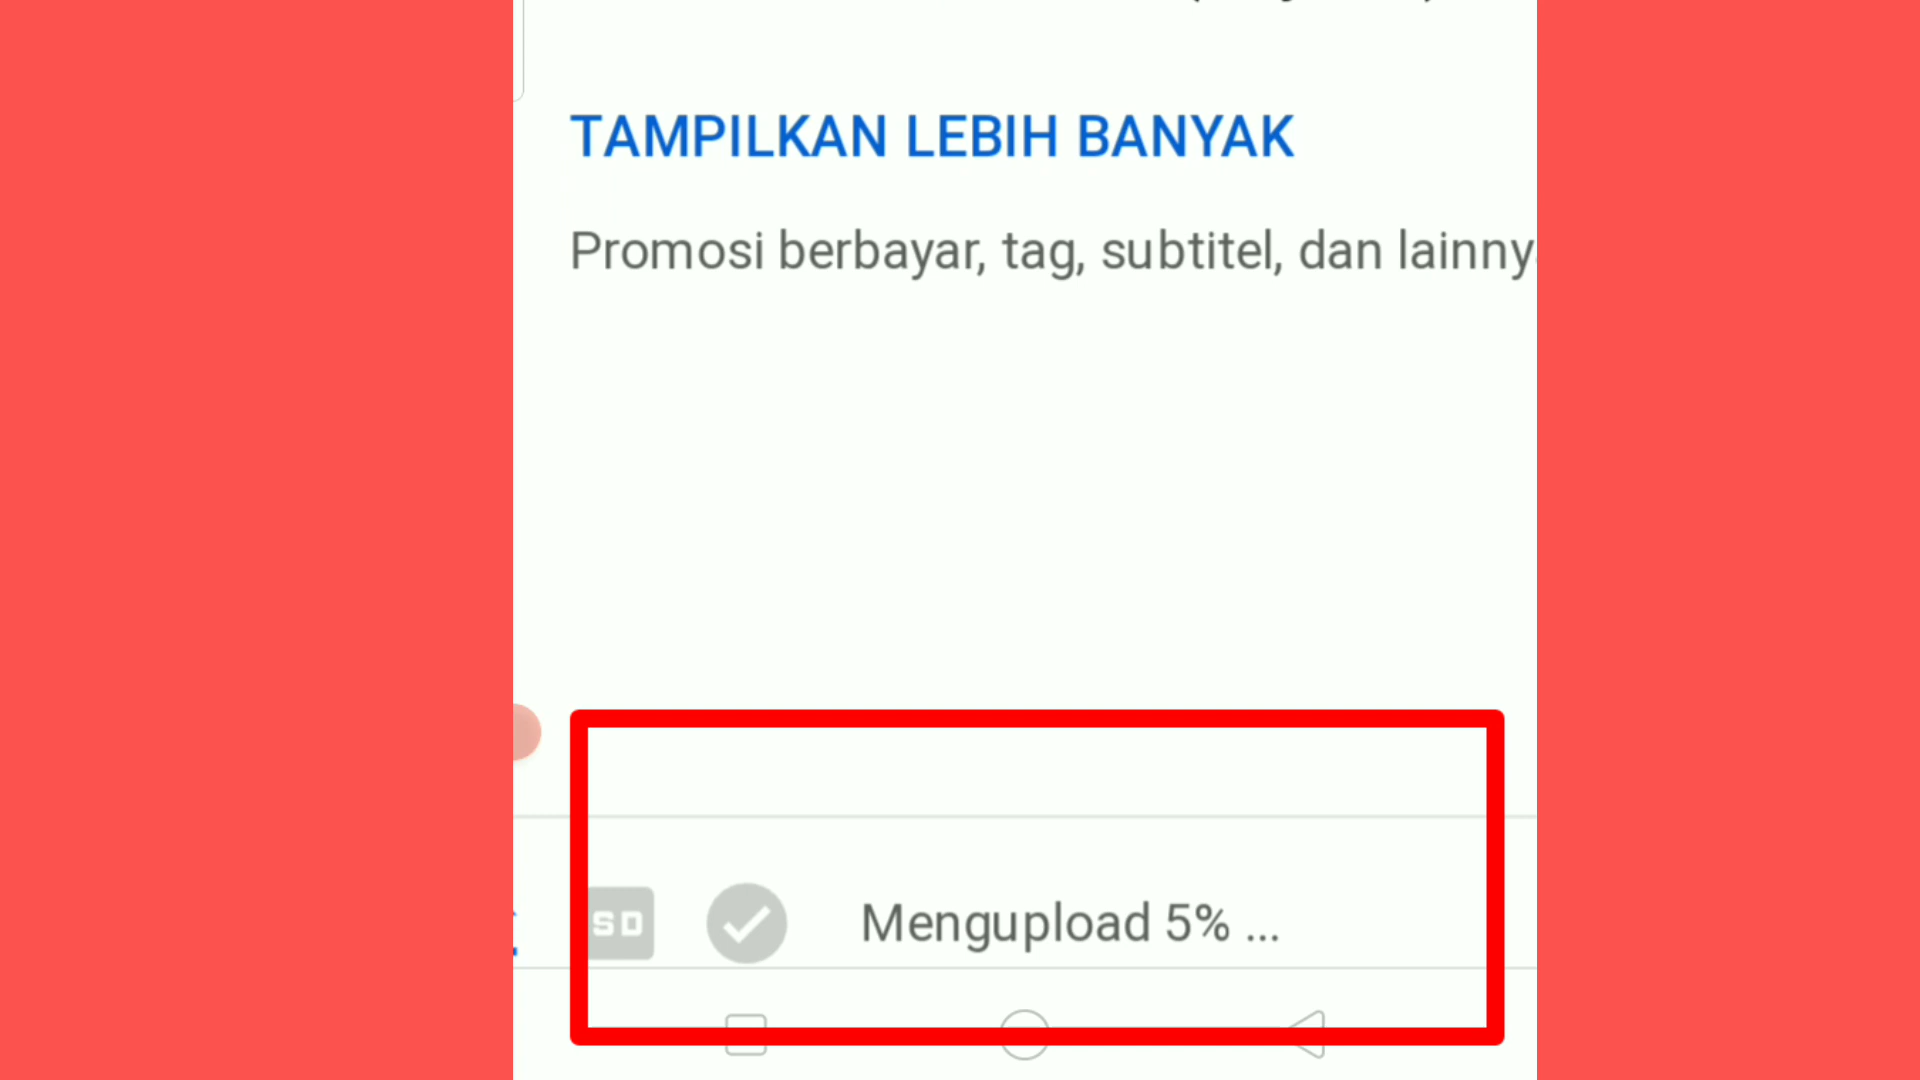 TAMPILKAN LEBIH BANYAK
Promosi berbayar, tag, subtitel, dan lainny
SD
Mengupload 5% ...